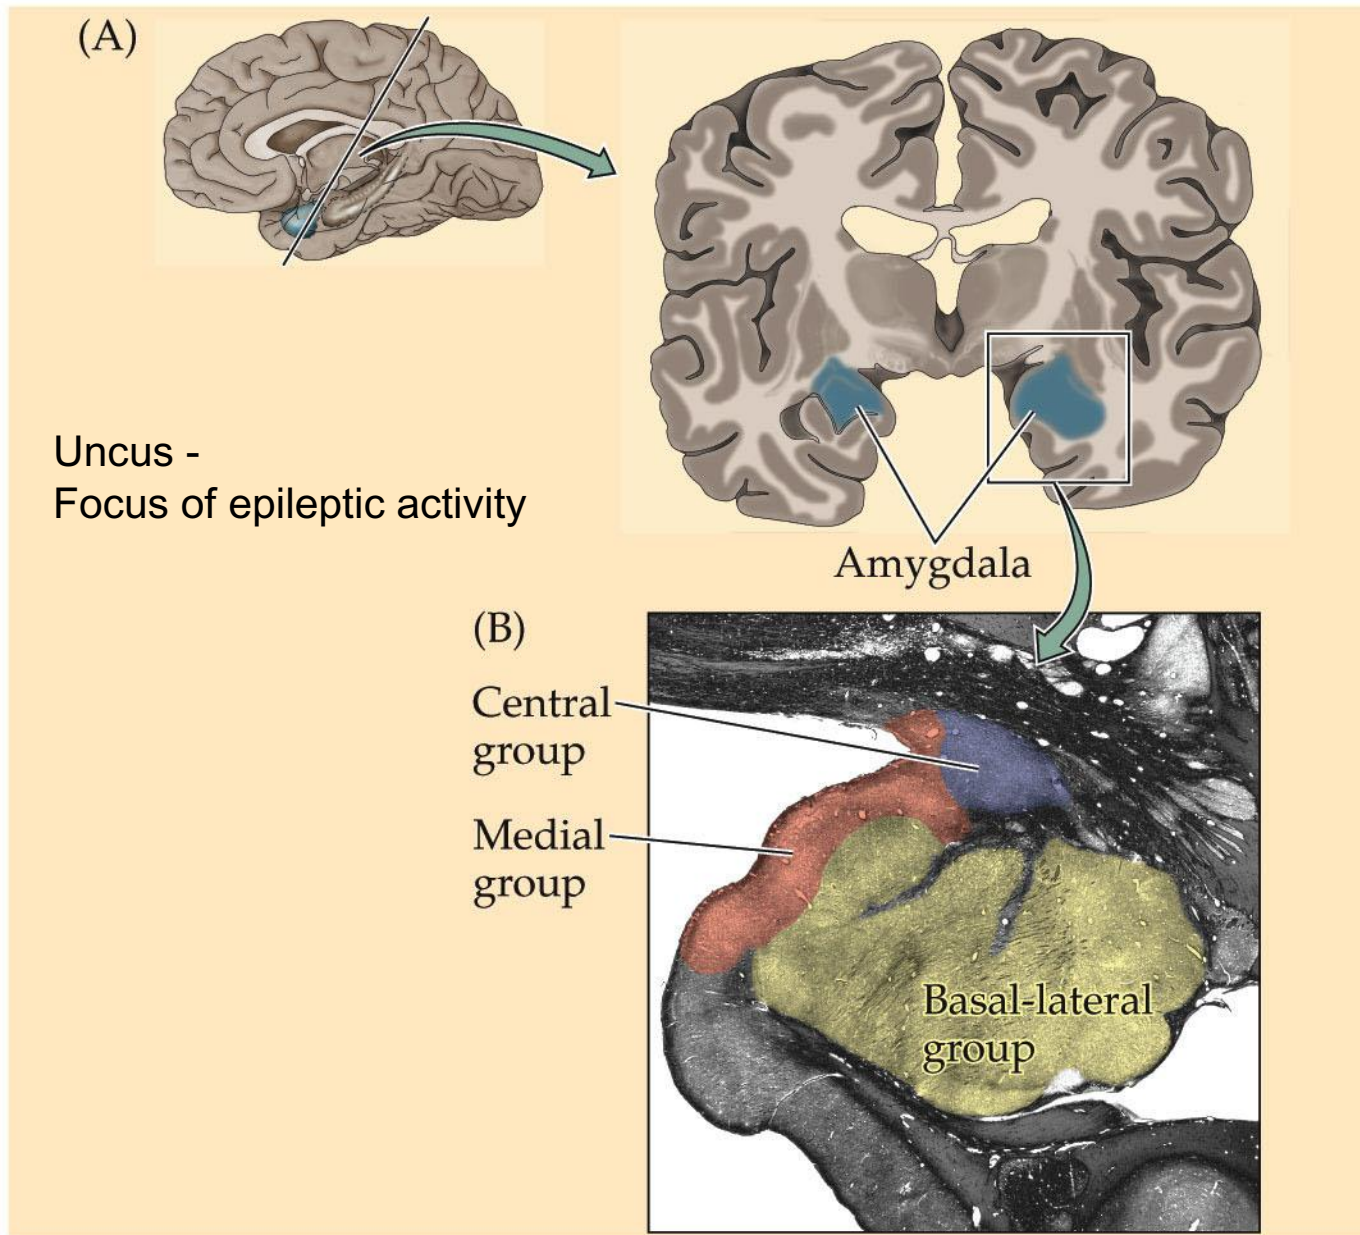 (A)
Uncus -
Focus of epileptic activity
Amygdala
(B)
Central
group
Medial
group
Basal-lateral
group